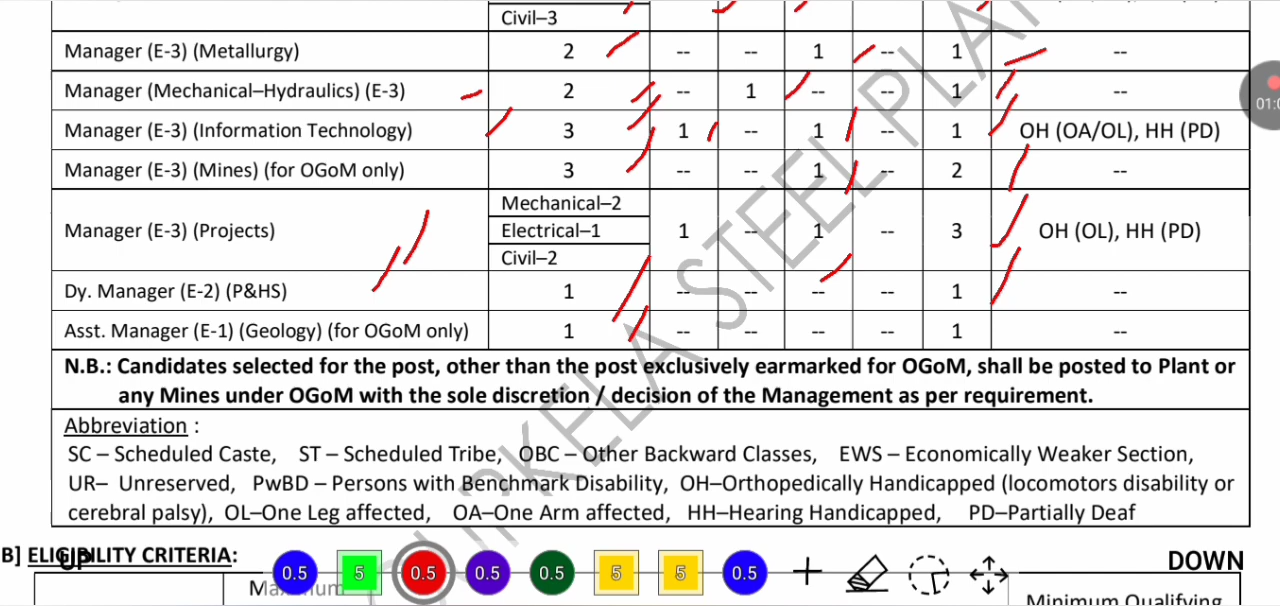 Civil–3
Manager (E-3) (Metallurgy) 2 -- -- 1 -- 1 --
Manager (Mechanical–Hydraulics) (E-3) 2 -- 1 -- -- 1 --
Manager (E-3) (Information Technology) 3 1 -- 1 -- 1 OH (OA/OL), HH (PD)
Manager (E-3) (Mines) (for OGoM only) 3 -- -- 1 -- 2 --
Mechanical–2
Manager (E-3) (Projects) Electrical–1 1 -- 1 -- 3 OH (OL), HH (PD)
Civil–2
Dy. Manager (E-2) (P&HS) 1 -- -- -- -- 1 --
Asst. Manager (E-1) (Geology) (for OGoM only) 1 -- -- -- -- 1 --
N.B.: Candidates selected for the post, other than the post exclusively earmarked for OGoM, shall be posted to Plant or
any Mines under OGoM with the sole discretion / decision of the Management as per requirement.
Abbreviation :
SC – Scheduled Caste, ST – Scheduled Tribe, OBC – Other Backward Classes, EWS – Economically Weaker Section,
UR– Unreserved, PwBD – Persons with Benchmark Disability, OH–Orthopedically Handicapped (locomotors disability or
cerebral palsy), OL–One Leg affected, OA–One Arm affected, HH–Hearing Handicapped, PD–Partially Deaf
B] ELIGIBILITY CRITERIA:
UP
DOWN
0.5 5 0.5 0.5 0.5 5 5 0.5
Maximum
Minimum Qualifying
STEEL